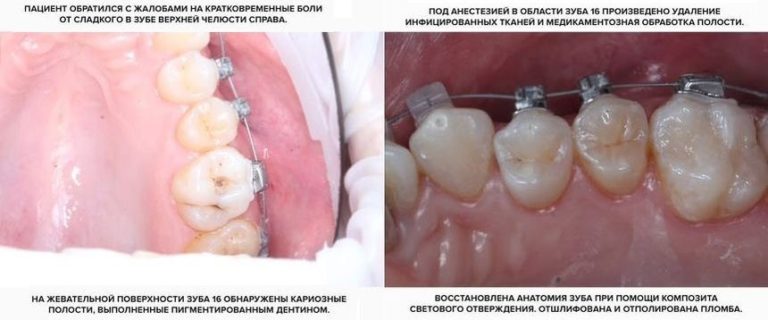 ПАЦИЕНТ ОБРАТИЛСЯ С ЖАЛОБАМИ НА КРАТКОВРЕМЕННЫЕ БОЛИ
ОТ СЛАДКОГО В ЗУБЕ ВЕРХНЕЙ ЧЕЛЮСТИ СПРАВА.
НА ЖЕВАТЕЛЬНОЙ ПОВЕРХНОСТИ ЗУБА 16 ОБНАРУЖЕНЫ КАРИОЗНЫЕ
ПОЛОСТИ, ВЫПОЛНЕННЫЕ ПИГМЕНТИРОВАННЫМ ДЕНТИНОМ.
ПОД АНЕСТЕЗИЕЙ В ОБЛАСТИ ЗУБА 16 ПРОИЗВЕДЕНО УДАЛЕНИЕ
ИНФИЦИРОВАННЫХ ТКАНЕЙ И МЕДИКАМЕНТОЗНАЯ ОБРАБОТКА ПОЛОСТИ.
ВОССТАНОВЛЕНА АНАТОМИЯ ЗУБА ПРИ ПОМОЩИ КОМПОЗИТА
СВЕТОВОГО ОТВЕРЖДЕНИЯ. ОТШЛИФОВАНА И ОТПОЛИРОВАНА ПЛОМБА.